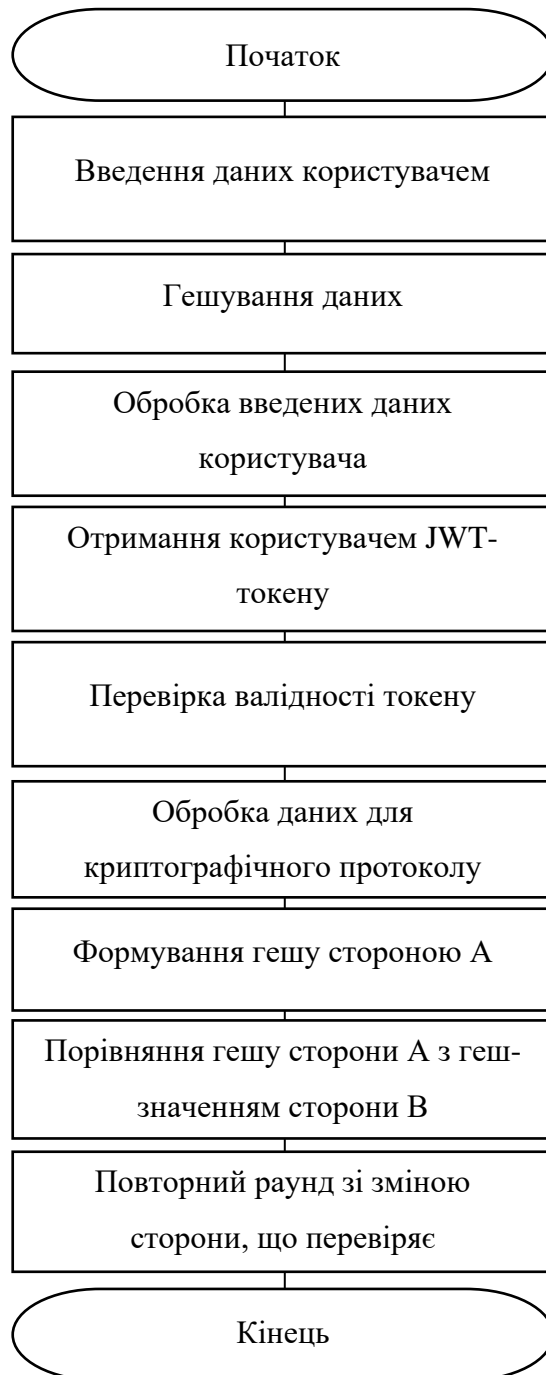 Початок
Введення даних користувачем
Гешування даних
Обробка введених даних
користувача
Отримання користувачем JWT-
токену
Перевірка валідності токену
Обробка даних для
криптографічного протоколу
Формування гешу стороною А
Порівняння гешу сторони А з геш-
значенням сторони В
Повторний раунд зі зміною
сторони, що перевіряє
Кінець